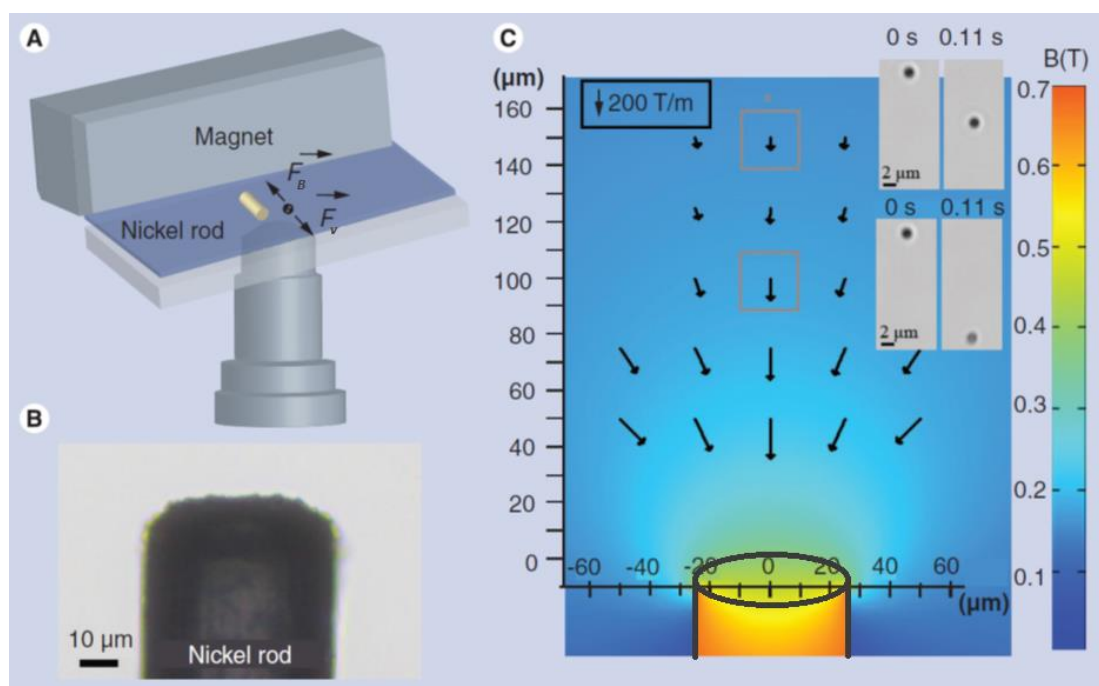 A
Magnet
F_B
Nickel rod
F_v
B
10 μm
Nickel rod
C
(μm)
200 T/m
0 s 0.11 s
2 μm
0 s 0.11 s
2 μm
B(T)
160
140
120
100
80
60
40
20
0
-60 -40 -20 0 20 40 60
(μm)
0.7
0.6
0.5
0.4
0.3
0.2
0.1